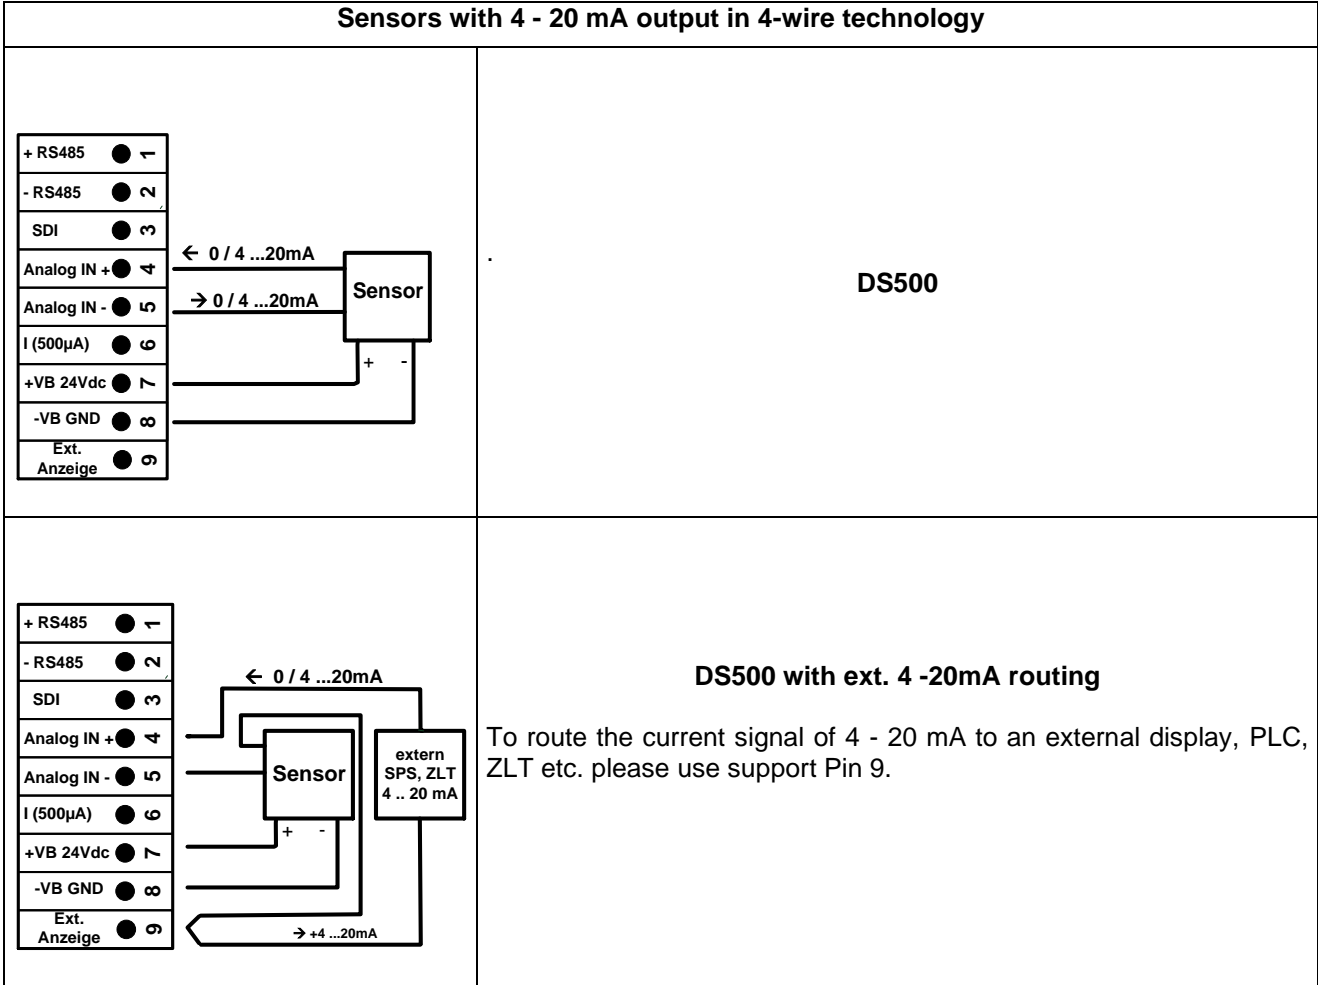 Sensors with 4 - 20 mA output in 4-wire technology
+ RS485 1
- RS485 2
SDI 3
Analog IN + 4
Analog IN - 5
I (500µA) 6
+VB 24Vdc 7
-VB GND 8
Ext.
Anzeige 9
← 0 / 4 ...20mA
→ 0 / 4 ...20mA
Sensor
+ -
.
DS500
+ RS485 1
- RS485 2
SDI 3
Analog IN + 4
Analog IN - 5
I (500µA) 6
+VB 24Vdc 7
-VB GND 8
Ext.
Anzeige 9
← 0 / 4 ...20mA
Sensor
+ -
extern
SPS, ZLT
4 .. 20 mA
→ +4 ...20mA
DS500 with ext. 4 -20mA routing
To route the current signal of 4 - 20 mA to an external display, PLC,
ZLT etc. please use support Pin 9.